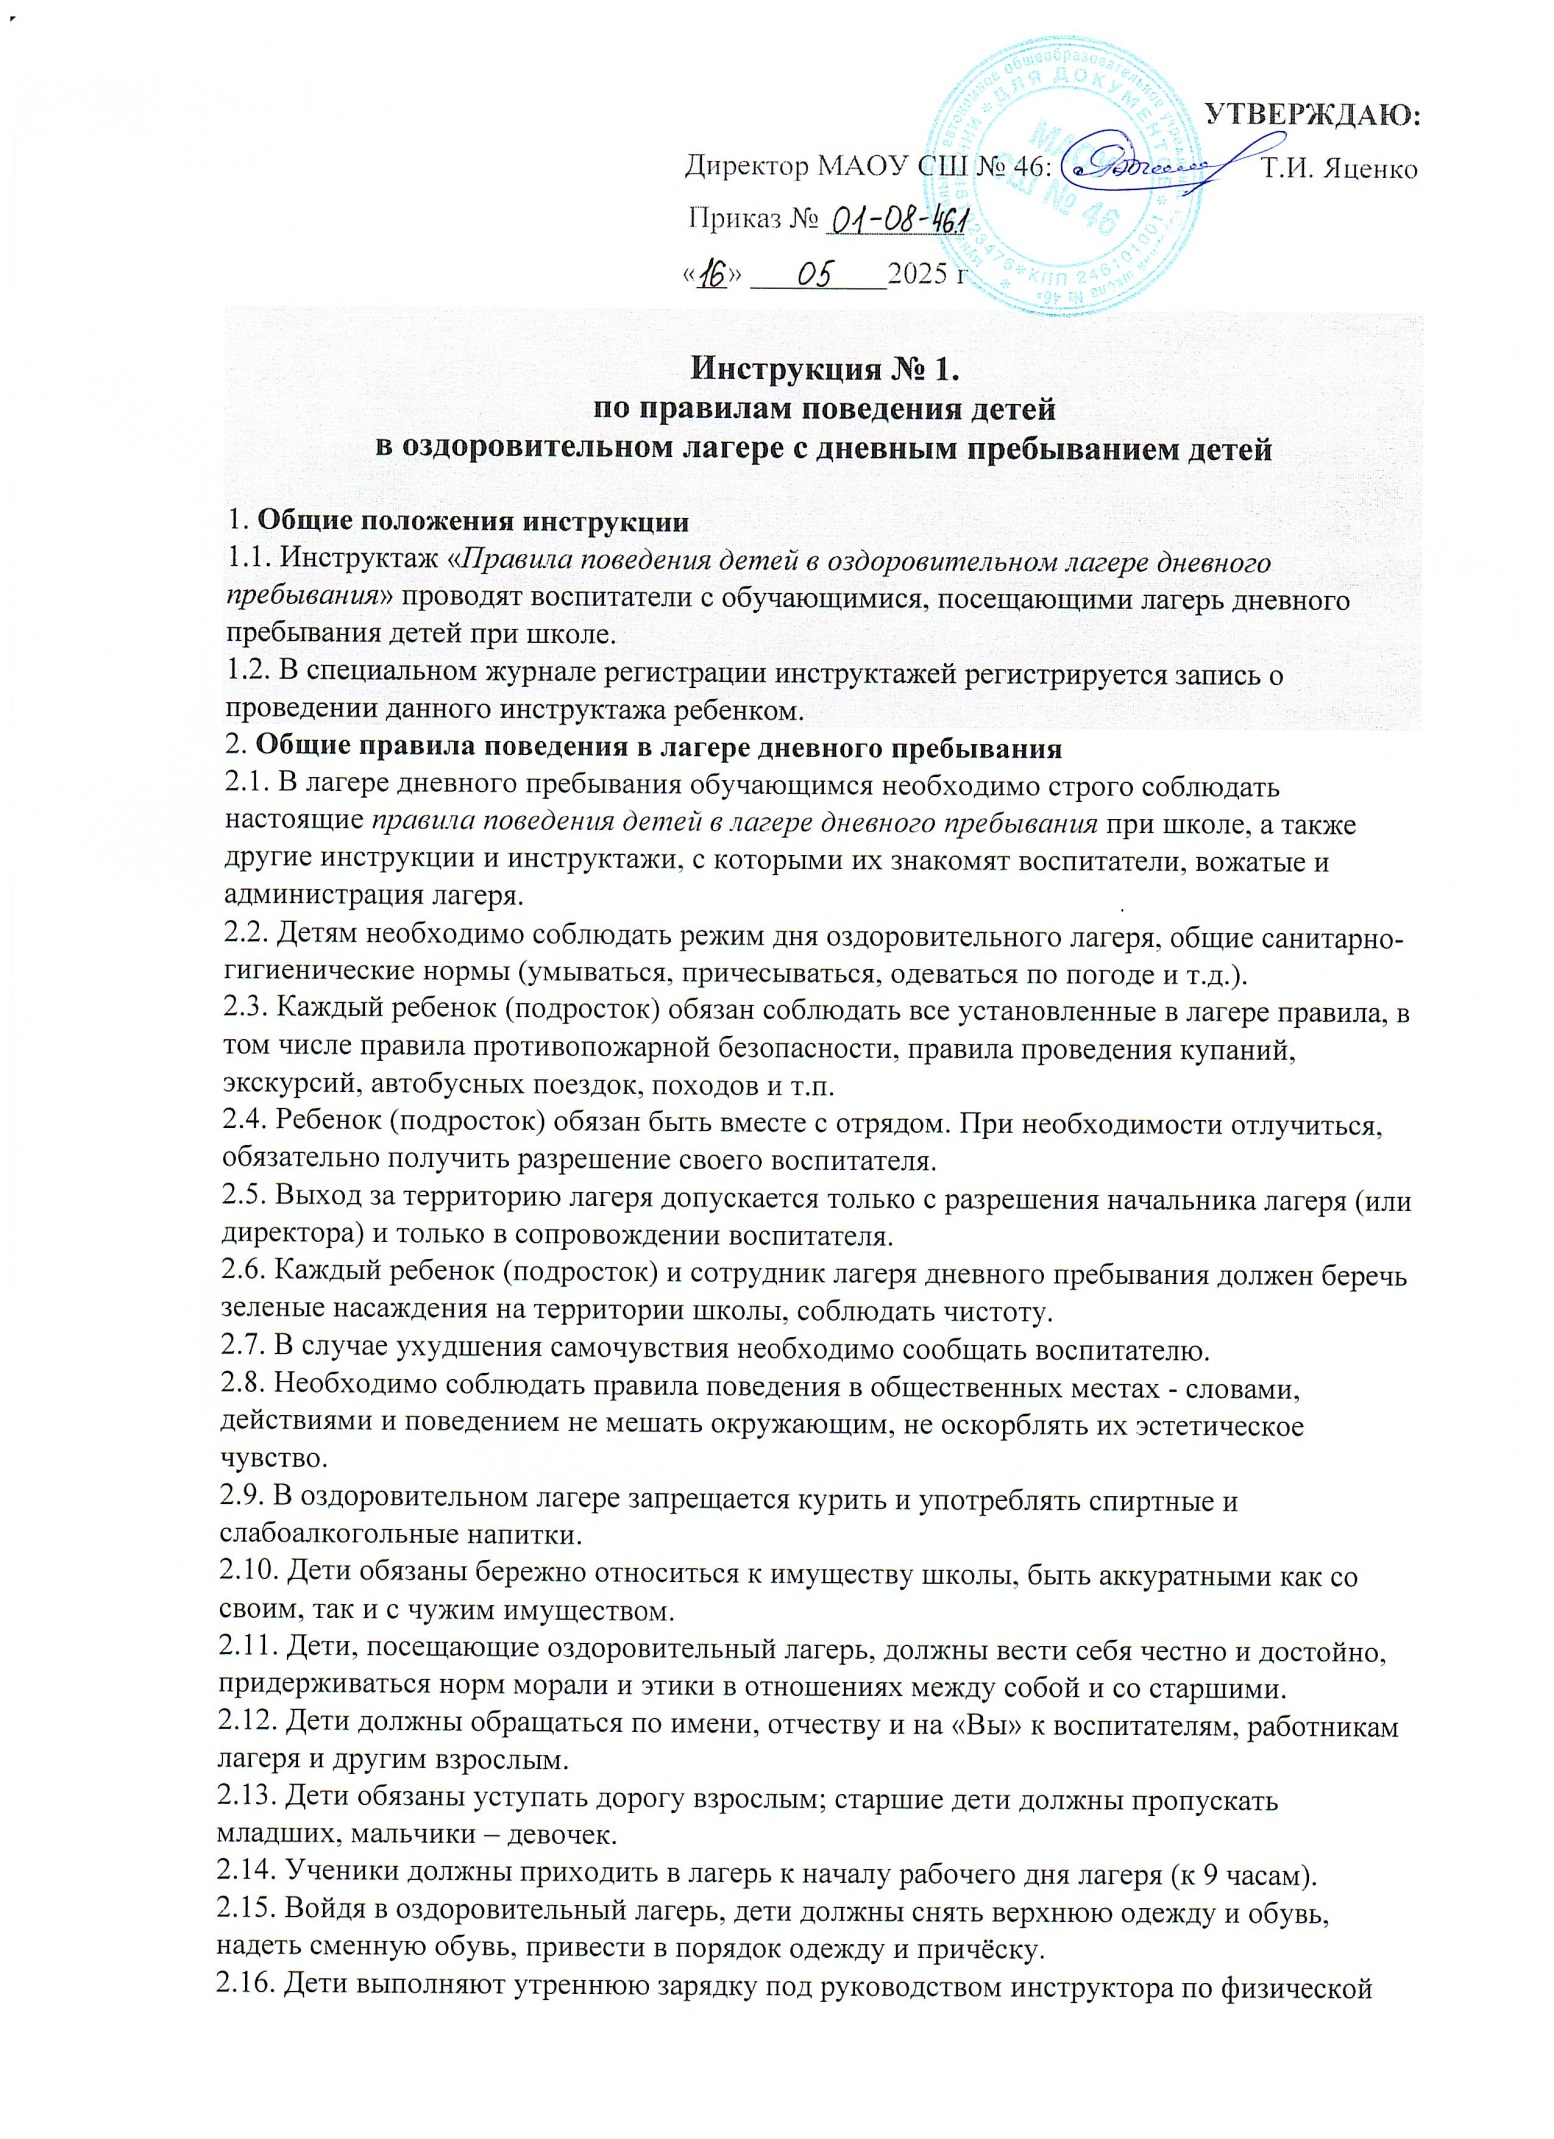 УТВЕРЖДАЮ:
Директор МАОУ СШ № 46: Т.И. Яценко
Приказ № 01-08-461
«16» 05 2025 г
ДЛЯ ДОКУМЕНТОВ
МАОУ
СШ № 46
КПП 246101001
Инструкция № 1.
по правилам поведения детей
в оздоровительном лагере с дневным пребыванием детей
1. Общие положения инструкции
1.1. Инструктаж «Правила поведения детей в оздоровительном лагере дневного
пребывания» проводят воспитатели с обучающимися, посещающими лагерь дневного
пребывания детей при школе.
1.2. В специальном журнале регистрации инструктажей регистрируется запись о
проведении данного инструктажа ребенком.
2. Общие правила поведения в лагере дневного пребывания
2.1. В лагере дневного пребывания обучающимся необходимо строго соблюдать
настоящие правила поведения детей в лагере дневного пребывания при школе, а также
другие инструкции и инструктажи, с которыми их знакомят воспитатели, вожатые и
администрация лагеря.
2.2. Детям необходимо соблюдать режим дня оздоровительного лагеря, общие санитарно-
гигиенические нормы (умываться, причесываться, одеваться по погоде и т.д.).
2.3. Каждый ребенок (подросток) обязан соблюдать все установленные в лагере правила, в
том числе правила противопожарной безопасности, правила проведения купаний,
экскурсий, автобусных поездок, походов и т.п.
2.4. Ребенок (подросток) обязан быть вместе с отрядом. При необходимости отлучиться,
обязательно получить разрешение своего воспитателя.
2.5. Выход за территорию лагеря допускается только с разрешения начальника лагеря (или
директора) и только в сопровождении воспитателя.
2.6. Каждый ребенок (подросток) и сотрудник лагеря дневного пребывания должен беречь
зеленые насаждения на территории школы, соблюдать чистоту.
2.7. В случае ухудшения самочувствия необходимо сообщать воспитателю.
2.8. Необходимо соблюдать правила поведения в общественных местах - словами,
действиями и поведением не мешать окружающим, не оскорблять их эстетическое
чувство.
2.9. В оздоровительном лагере запрещается курить и употреблять спиртные и
слабоалкогольные напитки.
2.10. Дети обязаны бережно относиться к имуществу школы, быть аккуратными как со
своим, так и с чужим имуществом.
2.11. Дети, посещающие оздоровительный лагерь, должны вести себя честно и достойно,
придерживаться норм морали и этики в отношениях между собой и со старшими.
2.12. Дети должны обращаться по имени, отчеству и на «Вы» к воспитателям, работникам
лагеря и другим взрослым.
2.13. Дети обязаны уступать дорогу взрослым; старшие дети должны пропускать
младших, мальчики – девочек.
2.14. Ученики должны приходить в лагерь к началу рабочего дня лагеря (к 9 часам).
2.15. Войдя в оздоровительный лагерь, дети должны снять верхнюю одежду и обувь,
надеть сменную обувь, привести в порядок одежду и причёску.
2.16. Дети выполняют утреннюю зарядку под руководством инструктора по физической